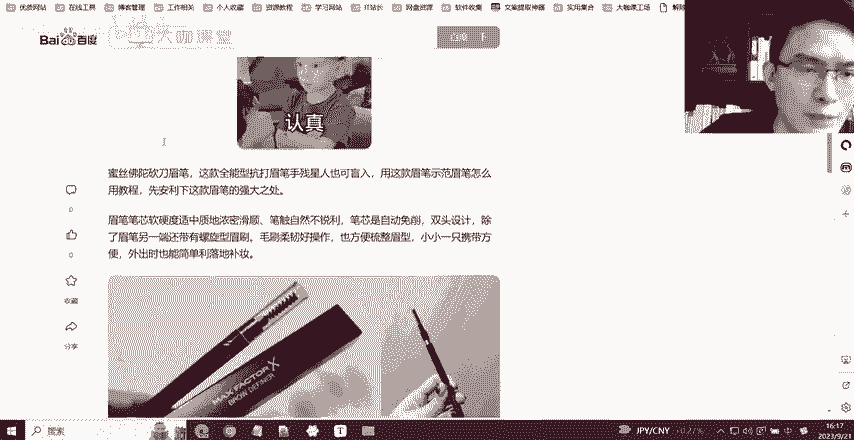 优质网站 在线工具 博客管理 工作相关 个人收藏 资源教程 学习网站 IT站长 网盘资源 软件收集 文案提取神器 实用集合 大咖课工场 解除
Bai 百度
大咖课堂
认真
蜜丝佛陀砍刀眉笔，这款全能型抗打眉笔手残星人也可盲入，用这款眉笔示范眉笔怎么
用教程，先安利下这款眉笔的强大之处。
0
眉笔笔芯软硬度适中质地浓密滑顺、笔触自然不锐利，笔芯是自动免削，双头设计，除
了眉笔另一端还带有螺旋型眉刷。毛刷柔韧好操作，也方便梳整眉型，小小一只携带方
便，外出时也能简单利落地补妆。
0
收藏
分享
MAX FACTOR X
BROW DEFINER
搜索
JPY/CNY -0.27%
中
16:17
2023/9/21